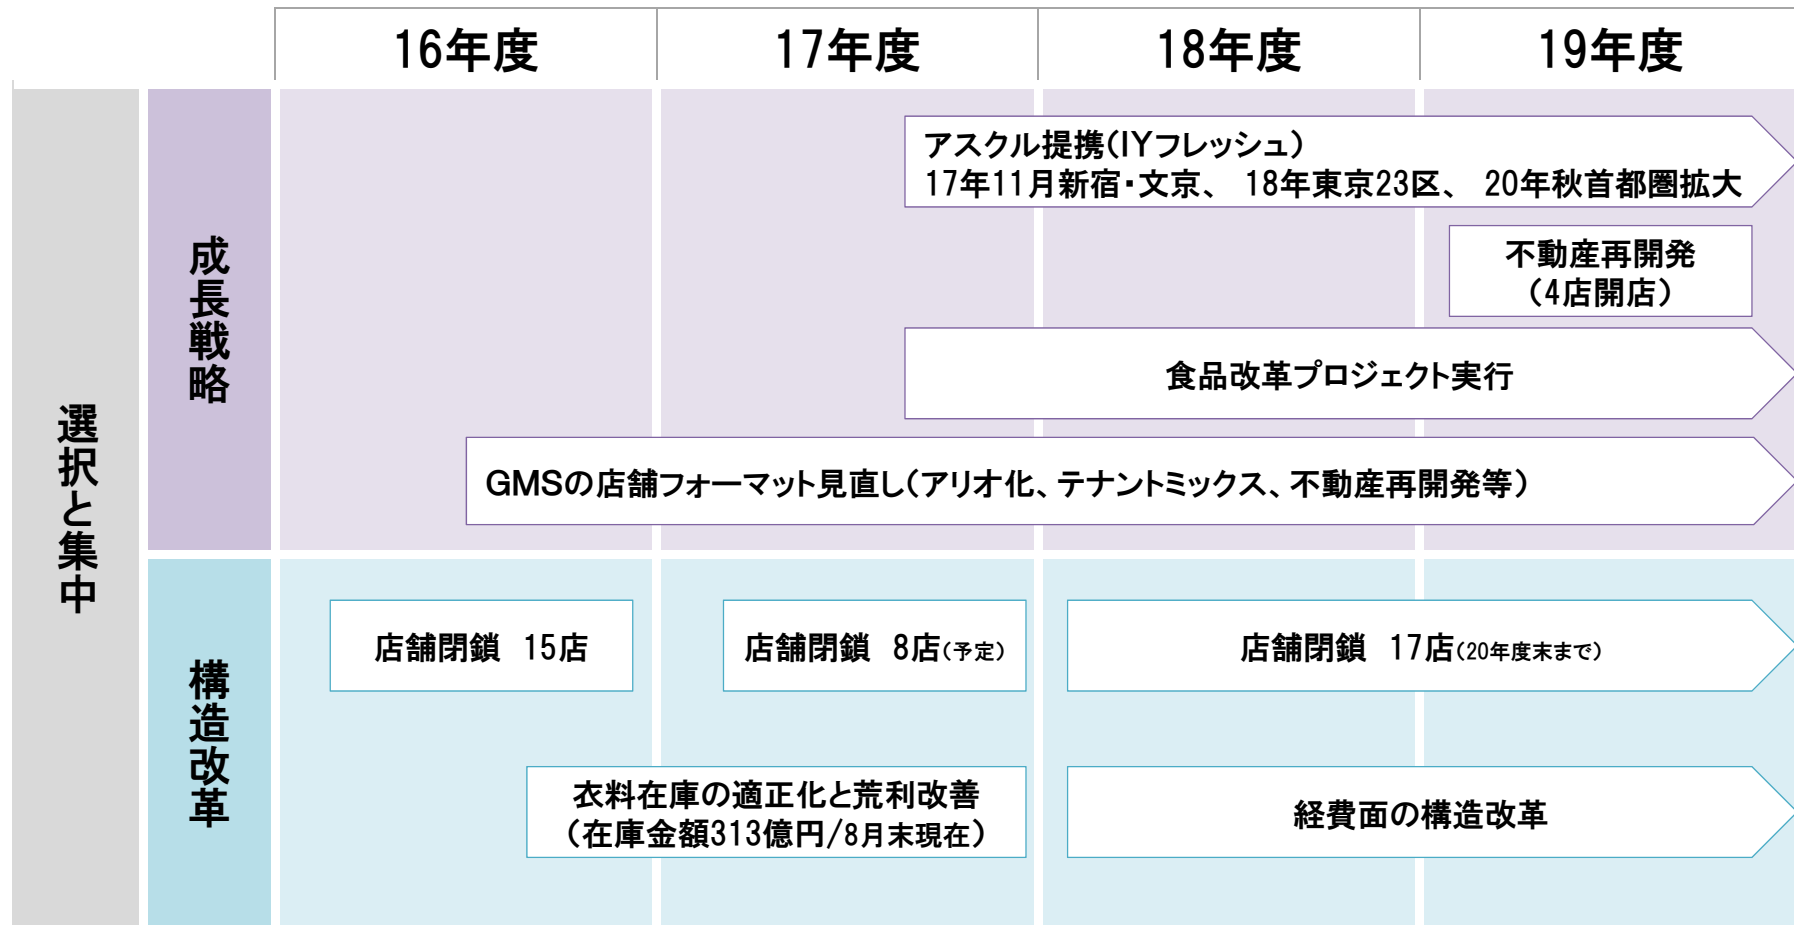 16年度
17年度
18年度
19年度
選択と集中
成長戦略
アスクル提携(IYフレッシュ)
17年11月新宿・文京、 18年東京23区、 20年秋首都圏拡大
不動産再開発
(4店開店)
食品改革プロジェクト実行
GMSの店舗フォーマット見直し(アリオ化、テナントミックス、不動産再開発等)
構造改革
店舗閉鎖 15店
店舗閉鎖 8店(予定)
店舗閉鎖 17店(20年度末まで)
衣料在庫の適正化と荒利改善
(在庫金額313億円/8月末現在)
経費面の構造改革